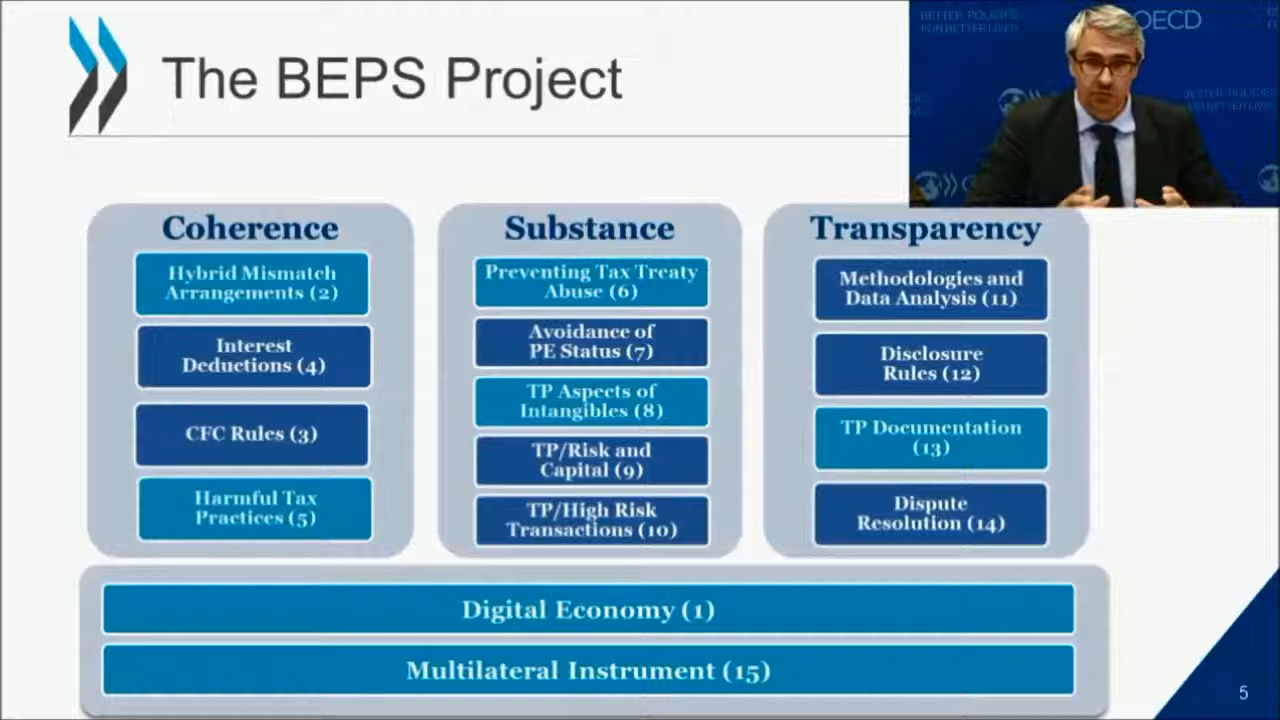 The BEPS Project
BETTER POLICIES
FOR BETTER LIVES
OECD
BETTER POLICIES
Coherence
Hybrid Mismatch
Arrangements (2)
Interest
Deductions (4)
CFC Rules (3)
Harmful Tax
Practices (5)
Substance
Preventing Tax Treaty
Abuse (6)
Avoidance of
PE Status (7)
TP Aspects of
Intangibles (8)
TP/Risk and
Capital (9)
TP/High Risk
Transactions (10)
Transparency
Methodologies and
Data Analysis (11)
Disclosure
Rules (12)
TP Documentation
(13)
Dispute
Resolution (14)
Digital Economy (1)
Multilateral Instrument (15)
5